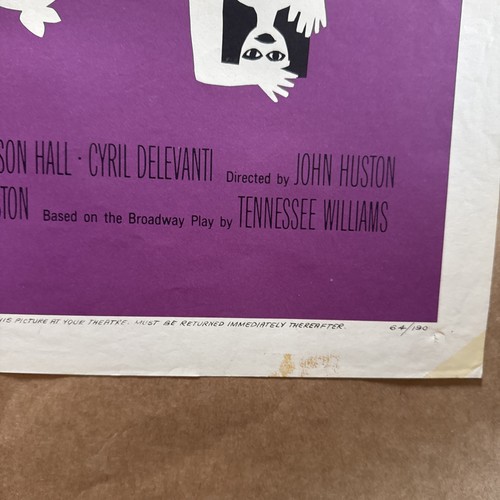 SON HALL · CYRIL DELEVANTI Directed by JOHN HUSTON
STON Based on the Broadway Play by TENNESSEE WILLIAMS
HIS PICTURE AT YOUR THEATRE. MUST BE RETURNED IMMEDIATELY THEREAFTER. 64/190